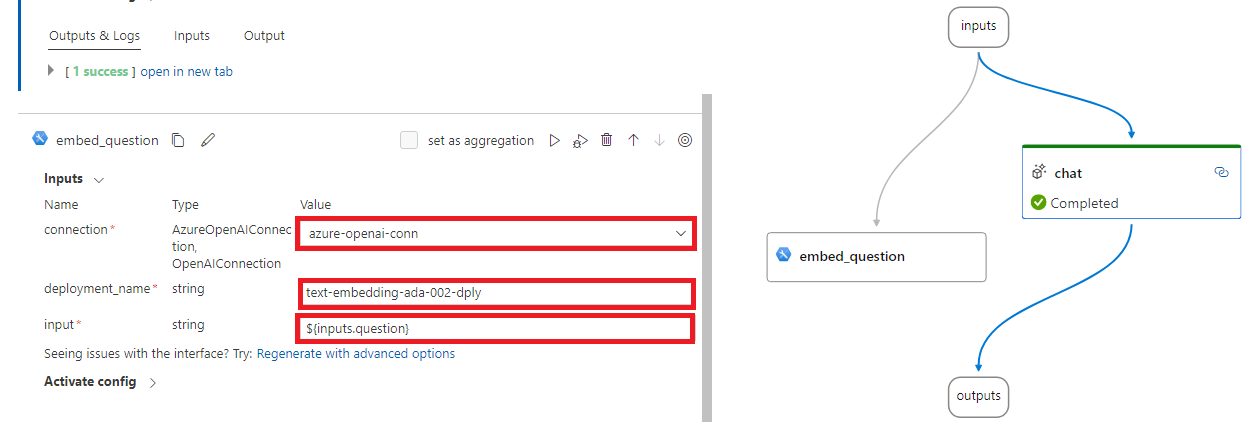 Outputs & Logs Inputs Output
[ 1 success ] open in new tab
embed_question set as aggregation
Inputs
Name Type Value
connection* AzureOpenAIConnec
tion,
OpenAIConnection
azure-openai-conn
deployment_name* string text-embedding-ada-002-dply
input* string ${inputs.question}
Seeing issues with the interface? Try: Regenerate with advanced options
Activate config
inputs
chat
Completed
embed_question
outputs